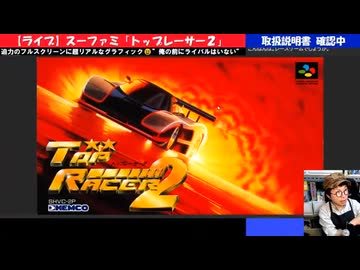 【ライブ】スーファミ「トップレーサー２」
取扱説明書 確認中
迫力のフルスクリーンに超リアルなグラフィック😆“俺の前にライバルはいない”
TOP
RACER 2
SHVC-2P
KEMCO